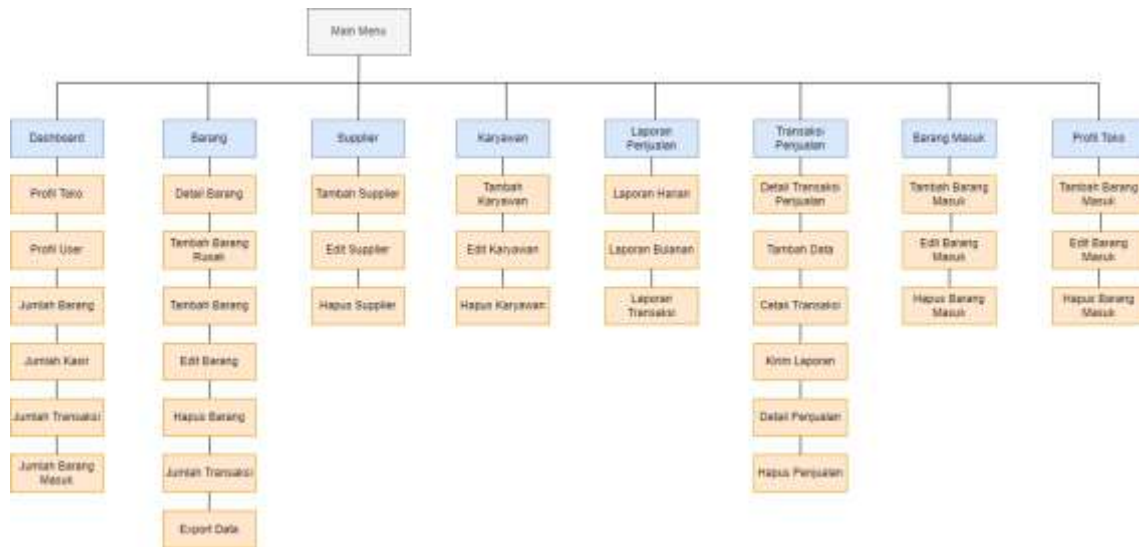 Main Menu
Dashboard
Barang
Supplier
Karyawan
Laporan
Penjualan
Transaksi
Penjualan
Barang Masuk
Profil Toko
Profil Toko
Profil User
Jumlah Barang
Jumlah Kasir
Jumlah Transaksi
Jumlah Barang
Masuk
Detail Barang
Tambah Barang
Rusak
Tambah Barang
Edit Barang
Hapus Barang
Jumlah Transaksi
Export Data
Tambah Supplier
Edit Supplier
Hapus Supplier
Tambah
Karyawan
Edit Karyawan
Hapus Karyawan
Laporan Harian
Laporan Bulanan
Laporan
Transaksi
Detail Transaksi
Penjualan
Tambah Data
Cetak Transaksi
Kirim Laporan
Detail Penjualan
Hapus Penjualan
Tambah Barang
Masuk
Edit Barang
Masuk
Hapus Barang
Masuk
Tambah Barang
Masuk
Edit Barang
Masuk
Hapus Barang
Masuk